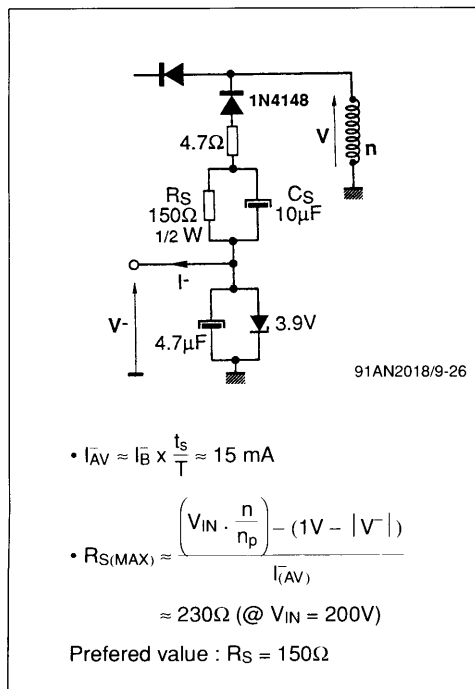 1N4148
4.7Ω
V
n
RS
150Ω
1/2 W
CS
10µF
I-
V-
4.7µF
3.9V
91AN2018/9-26
• I̅AV ≈ I̅B x ts/T ≈ 15 mA
• RS(MAX) ≈ (VIN . n/np) – (1V – |V–|) / I̅(AV)
≈ 230Ω (@ VIN = 200V)
Prefered value : RS = 150Ω